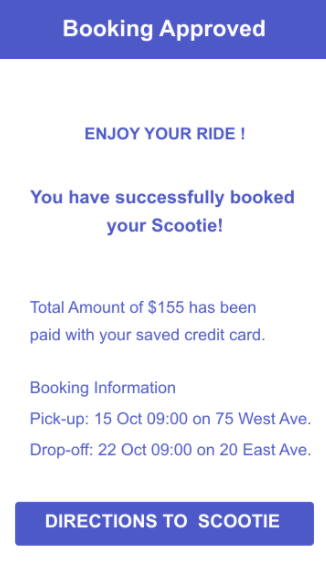 Booking Approved
ENJOY YOUR RIDE !
You have successfully booked
your Scootie!
Total Amount of $155 has been
paid with your saved credit card.
Booking Information
Pick-up: 15 Oct 09:00 on 75 West Ave.
Drop-off: 22 Oct 09:00 on 20 East Ave.
DIRECTIONS TO  SCOOTIE